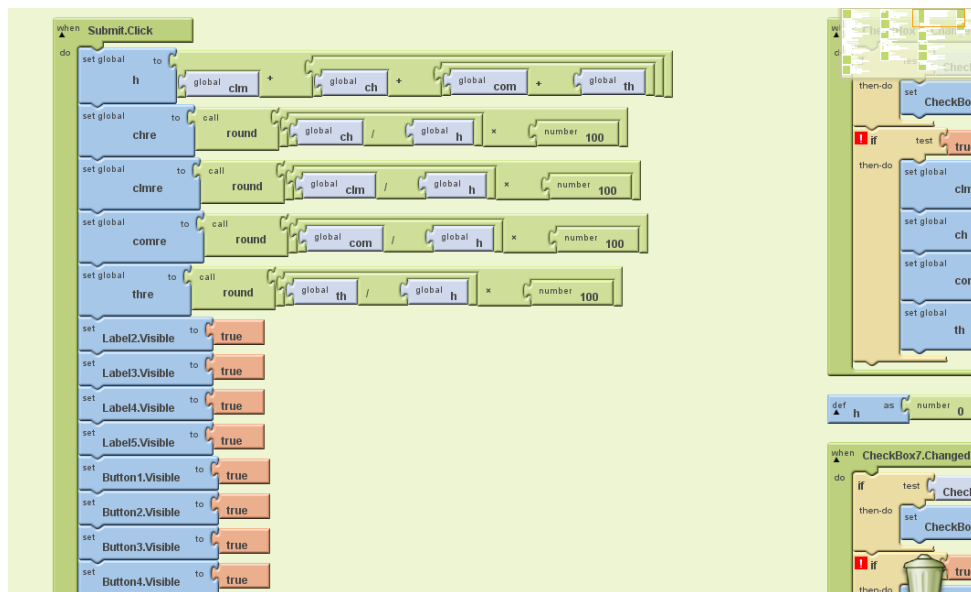 when Submit.Click
do
set global h to global clm + global ch + global com + global th
set global chre to call round global ch / global h × number 100
set global clmre to call round global clm / global h × number 100
set global comre to call round global com / global h × number 100
set global thre to call round global th / global h × number 100
set Label2.Visible to true
set Label3.Visible to true
set Label4.Visible to true
set Label5.Visible to true
set Button1.Visible to true
set Button2.Visible to true
set Button3.Visible to true
set Button4.Visible to true
do
then-do set CheckBo
! if test tru
then-do set global clm
set global ch
set global cor
set global th
def h as number 0
when CheckBox7.Changed
do if test Check
then-do set CheckBo
! if tru
then-do